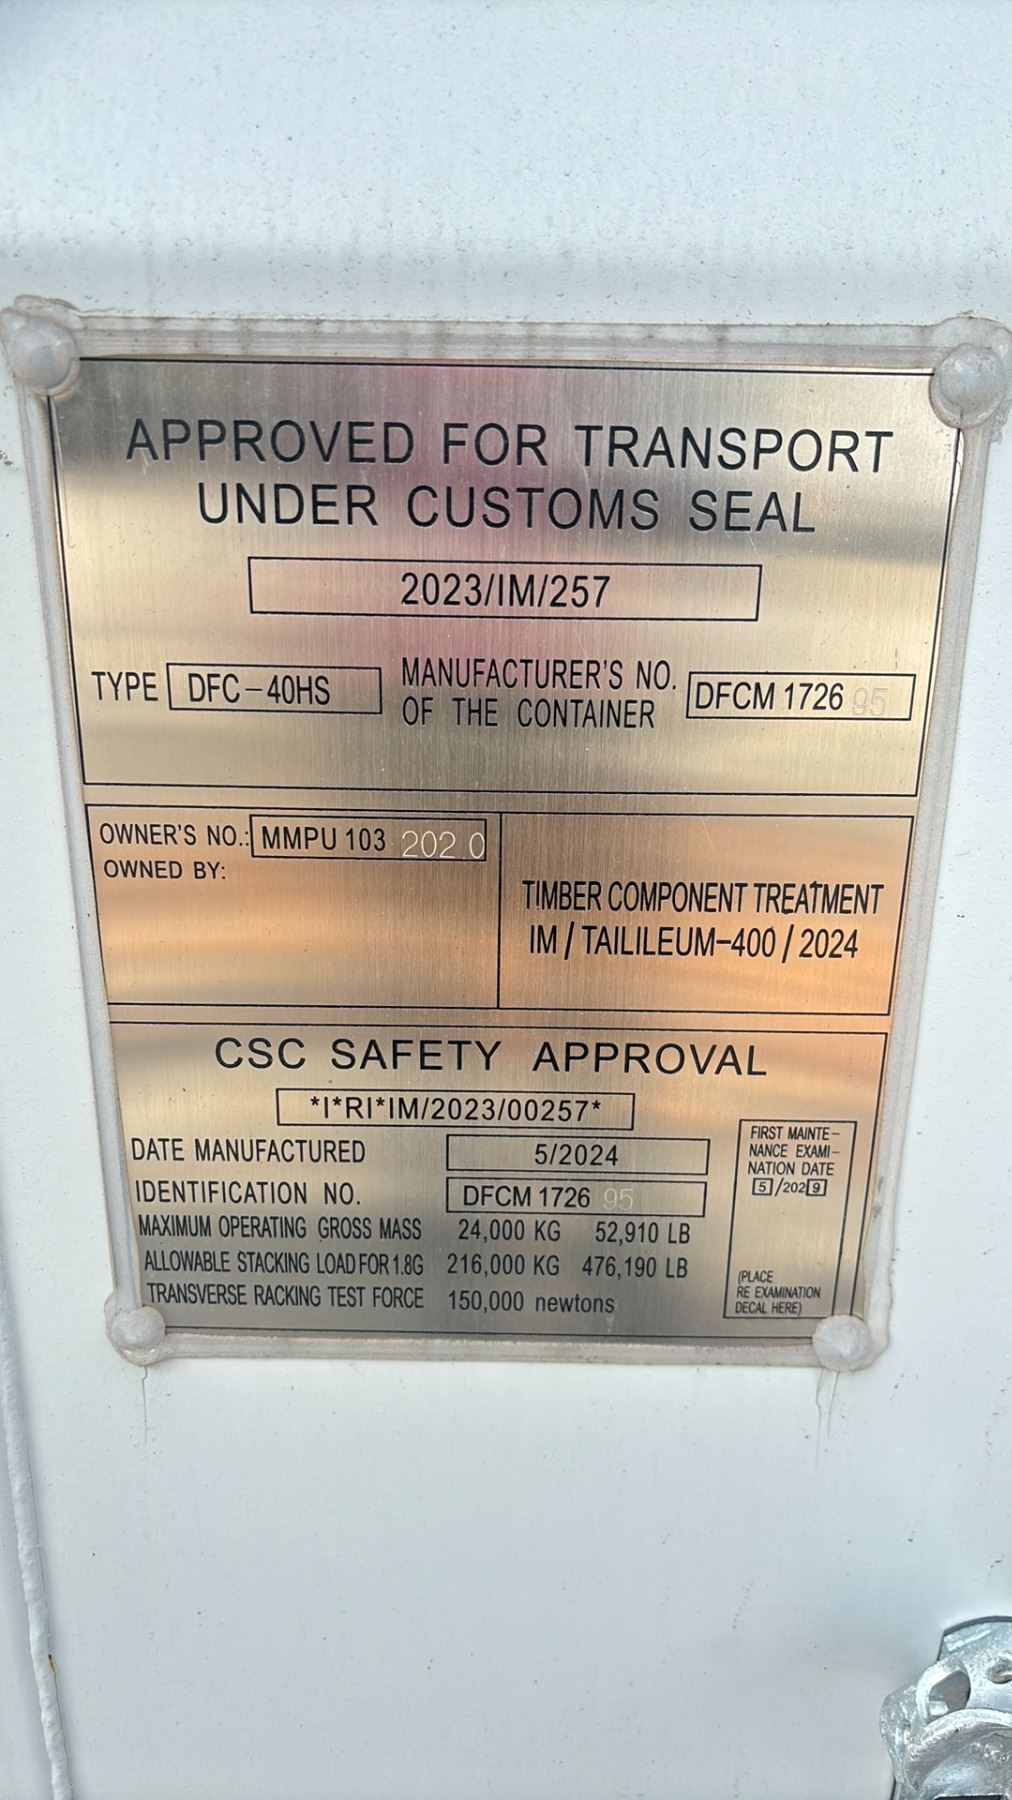 APPROVED FOR TRANSPORT
UNDER CUSTOMS SEAL
2023/IM/257
TYPE DFC-40HS
MANUFACTURER'S NO.
OF THE CONTAINER
DFCM 1726 95
OWNER'S NO.: MMPU 103 202 0
OWNED BY:
TIMBER COMPONENT TREATMENT
IM / TAILILEUM-400 / 2024
CSC SAFETY APPROVAL
*I*RI*IM/2023/00257*
DATE MANUFACTURED 5/2024
IDENTIFICATION NO. DFCM 1726 95
MAXIMUM OPERATING GROSS MASS 24,000 KG 52,910 LB
ALLOWABLE STACKING LOAD FOR 1.8G 216,000 KG 476,190 LB
TRANSVERSE RACKING TEST FORCE 150,000 newtons
FIRST MAINTE-
NANCE EXAMI-
NATION DATE
5/2029
(PLACE
RE EXAMINATION
DECAL HERE)